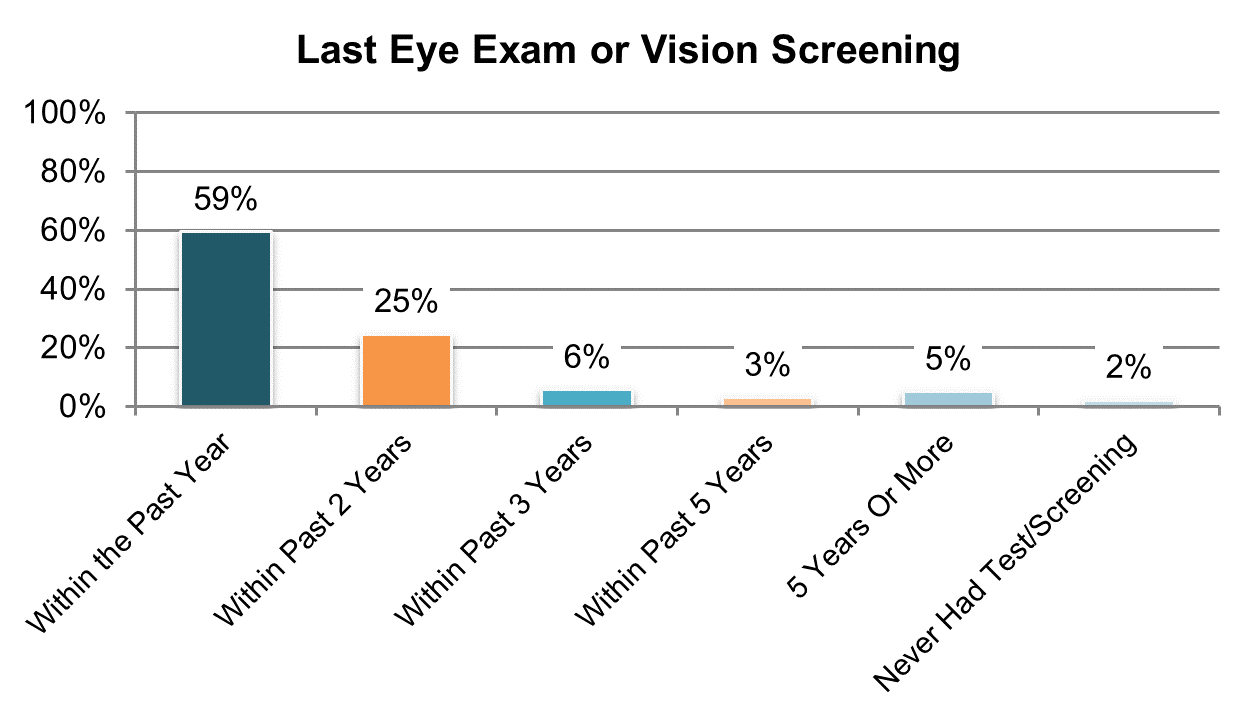 Last Eye Exam or Vision Screening
100%
80%
60%
40%
20%
0%
59%
25%
6%
3%
5%
2%
Within the Past Year
Within Past 2 Years
Within Past 3 Years
Within Past 5 Years
5 Years Or More
Never Had Test/Screening